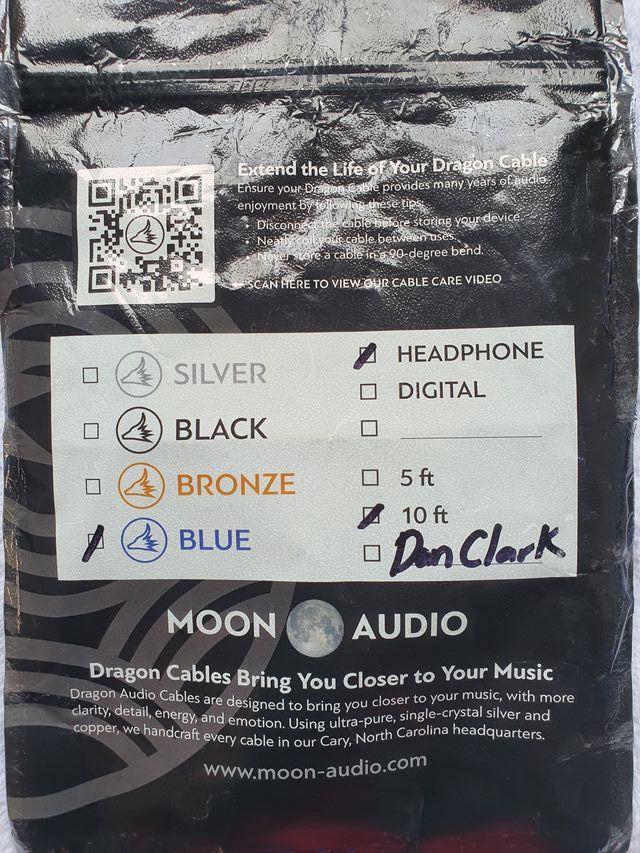 Extend the Life of Your Dragon Cable
Ensure your Dragon Cable provides many years of audio
enjoyment by following these tips.
• Disconnect the cable before storing your device.
• Neatly coil your cable between uses.
• Never store a cable in a 90-degree bend.
SCAN HERE TO VIEW OUR CABLE CARE VIDEO
SILVER
BLACK
BRONZE
BLUE
HEADPHONE
DIGITAL
5 ft
10 ft
Dan Clark
MOON AUDIO
Dragon Cables Bring You Closer to Your Music
Dragon Audio Cables are designed to bring you closer to your music, with more
clarity, detail, energy, and emotion. Using ultra-pure, single-crystal silver and
copper, we handcraft every cable in our Cary, North Carolina headquarters.
www.moon-audio.com